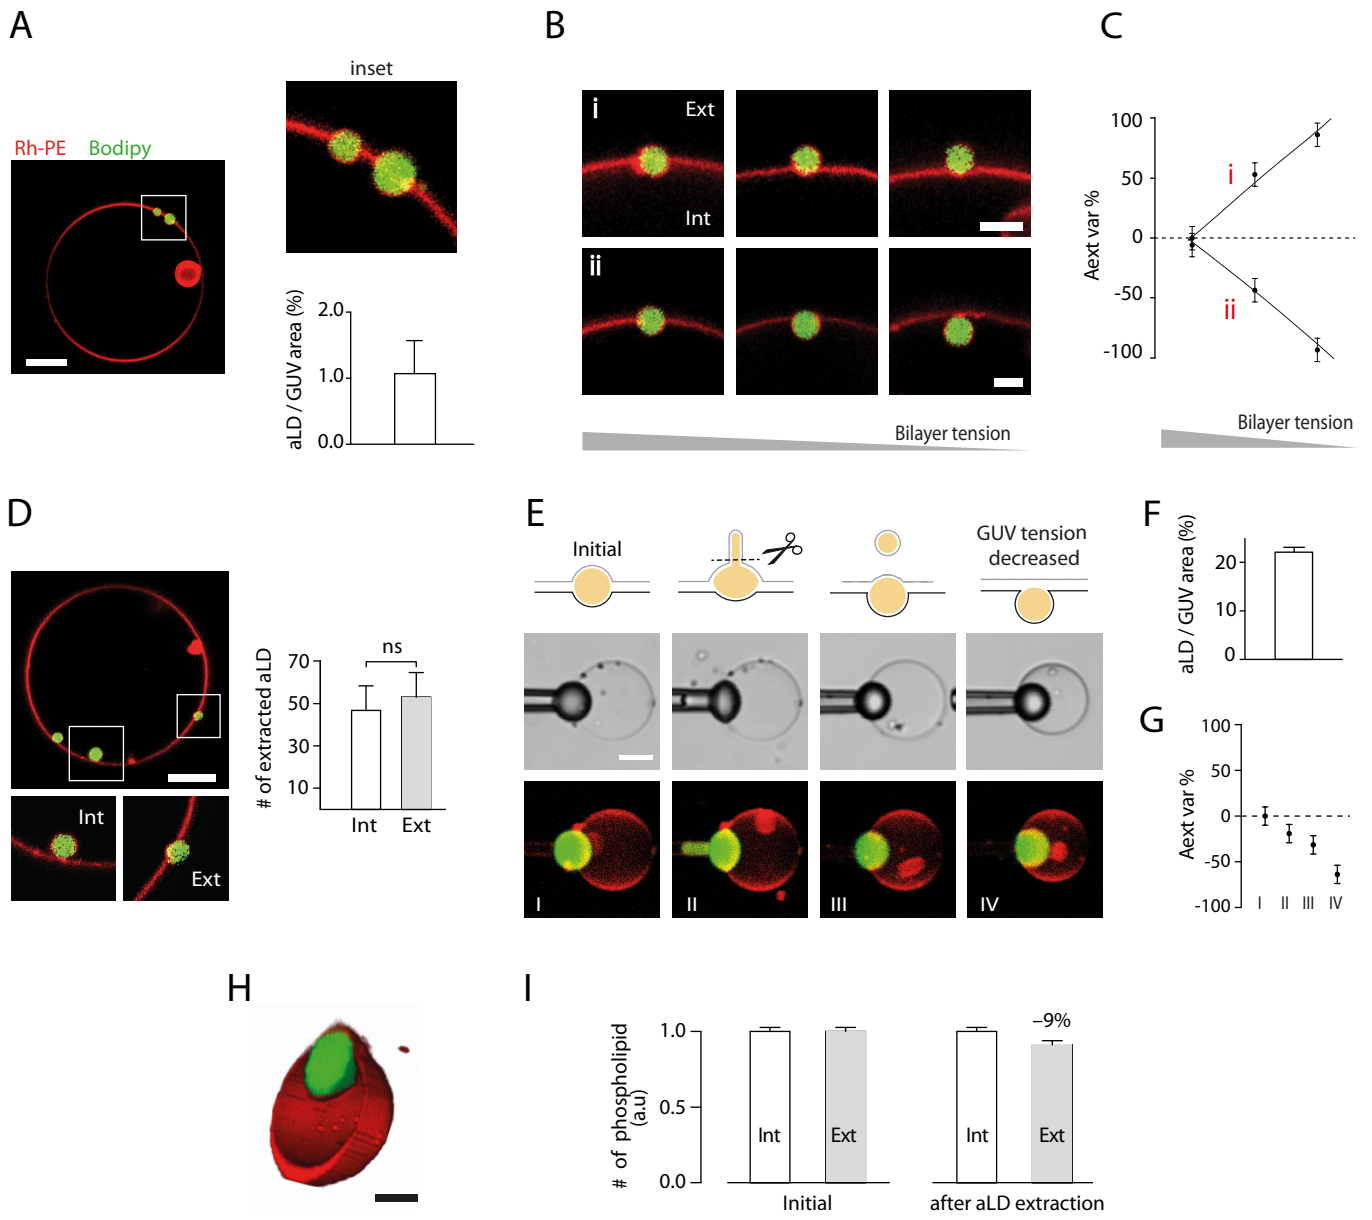 A
Rh-PE Bodipy
inset
aLD / GUV area (%)
2.0
1.0
0.0
B
i
Ext
Int
ii
Bilayer tension
C
Aext var %
100
50
0
-50
-100
i
ii
Bilayer tension
D
Int
Ext
# of extracted aLD
70
50
30
10
ns
Int Ext
E
Initial
GUV tension
decreased
I
II
III
IV
F
aLD / GUV area (%)
20
10
0
G
Aext var %
100
50
0
-50
-100
I II III IV
H
I
# of phospholipid
(a.u)
1.0
0.5
0.0
Int
Ext
Initial
–9%
Int
Ext
after aLD extraction